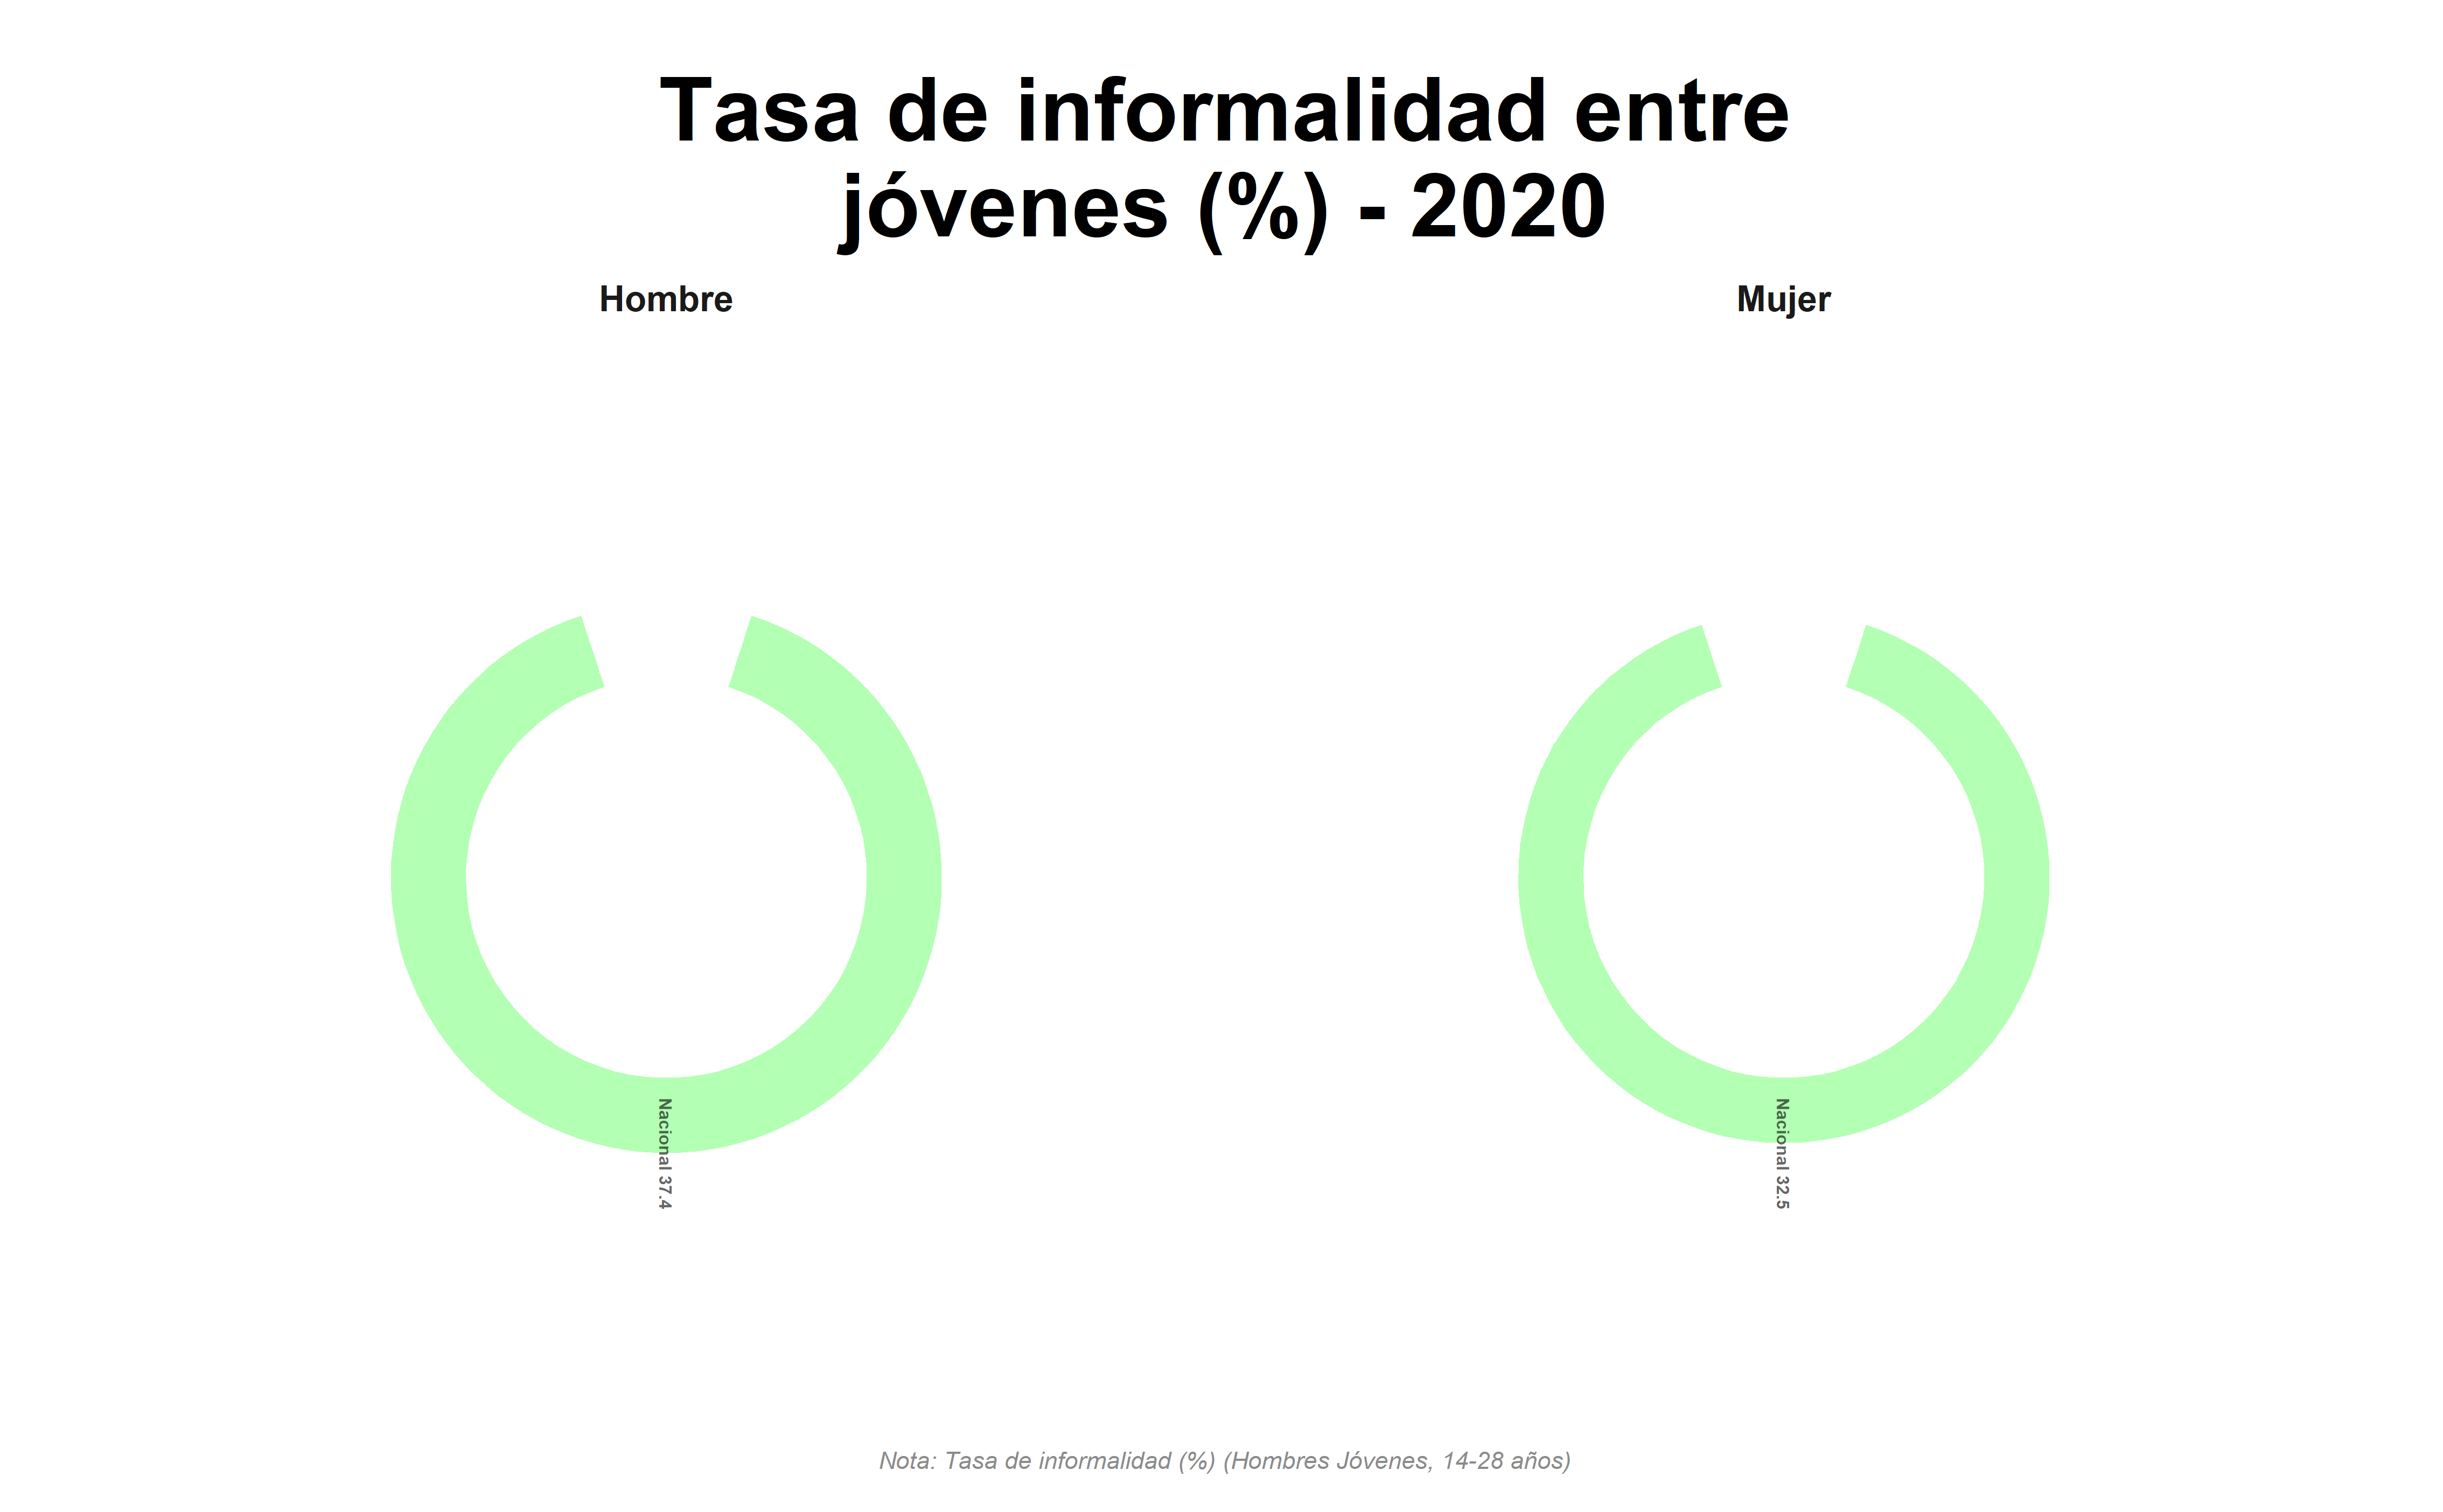 Tasa de informalidad entre
jóvenes (%) - 2020
Hombre
Mujer
Nacional 37.4
Nacional 32.5
Nota: Tasa de informalidad (%) (Hombres Jóvenes, 14-28 años)